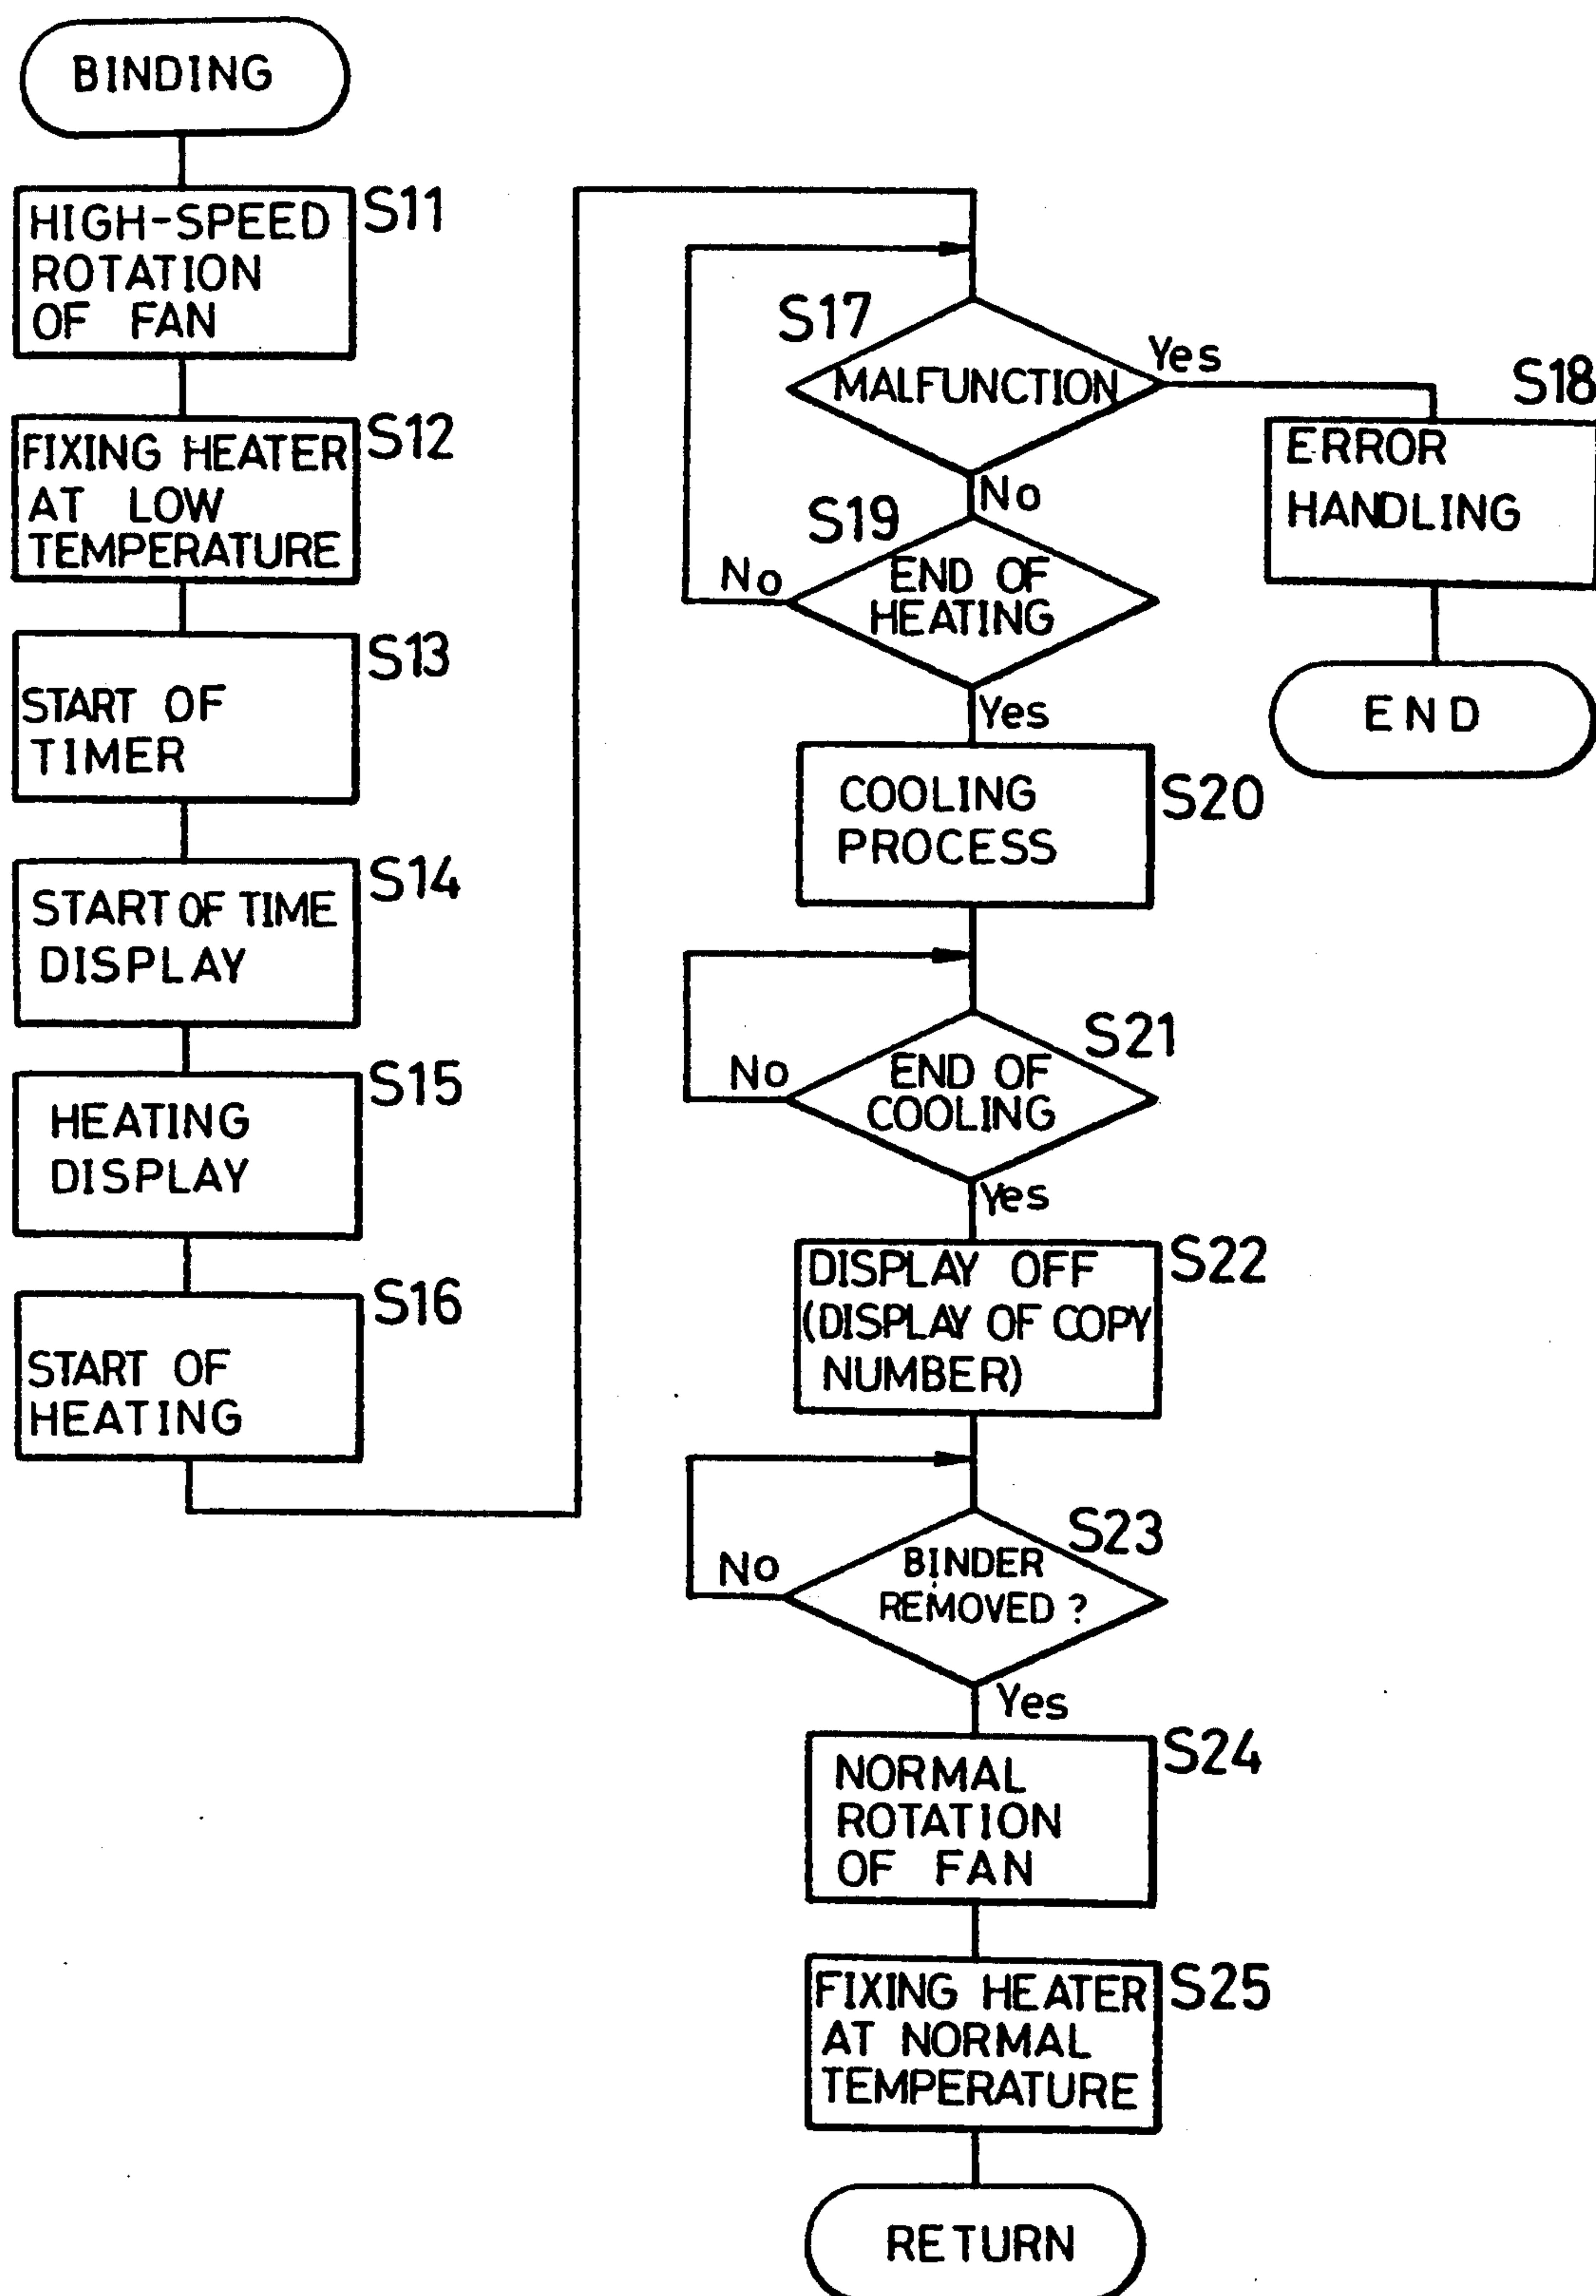 BINDING
HIGH-SPEED
ROTATION
OF FAN
S11
FIXING HEATER
AT LOW
TEMPERATURE
S12
START OF
TIMER
S13
START OF TIME
DISPLAY
S14
HEATING
DISPLAY
S15
START OF
HEATING
S16
S17
MALFUNCTION
Yes
No
S18
ERROR
HANDLING
END
S19
END OF
HEATING
No
Yes
COOLING
PROCESS
S20
END OF
COOLING
S21
No
Yes
DISPLAY OFF
(DISPLAY OF COPY
NUMBER)
S22
BINDER
REMOVED ?
S23
No
Yes
NORMAL
ROTATION
OF FAN
S24
FIXING HEATER
AT NORMAL
TEMPERATURE
S25
RETURN